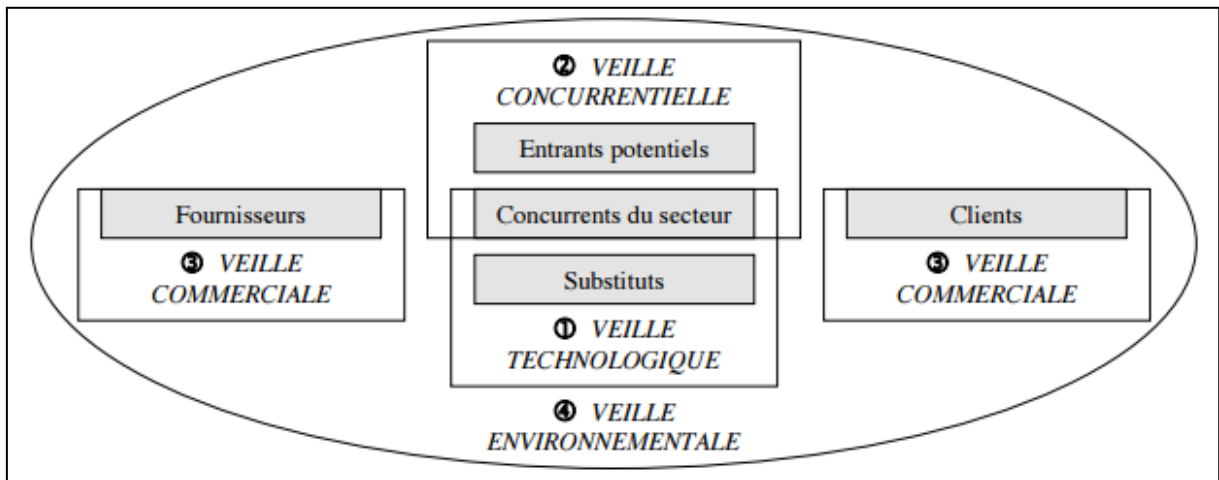 ② VEILLE
CONCURRENTIELLE
Entrants potentiels
Fournisseurs
Concurrents du secteur
Clients
③ VEILLE
COMMERCIALE
Substituts
③ VEILLE
COMMERCIALE
① VEILLE
TECHNOLOGIQUE
④ VEILLE
ENVIRONNEMENTALE